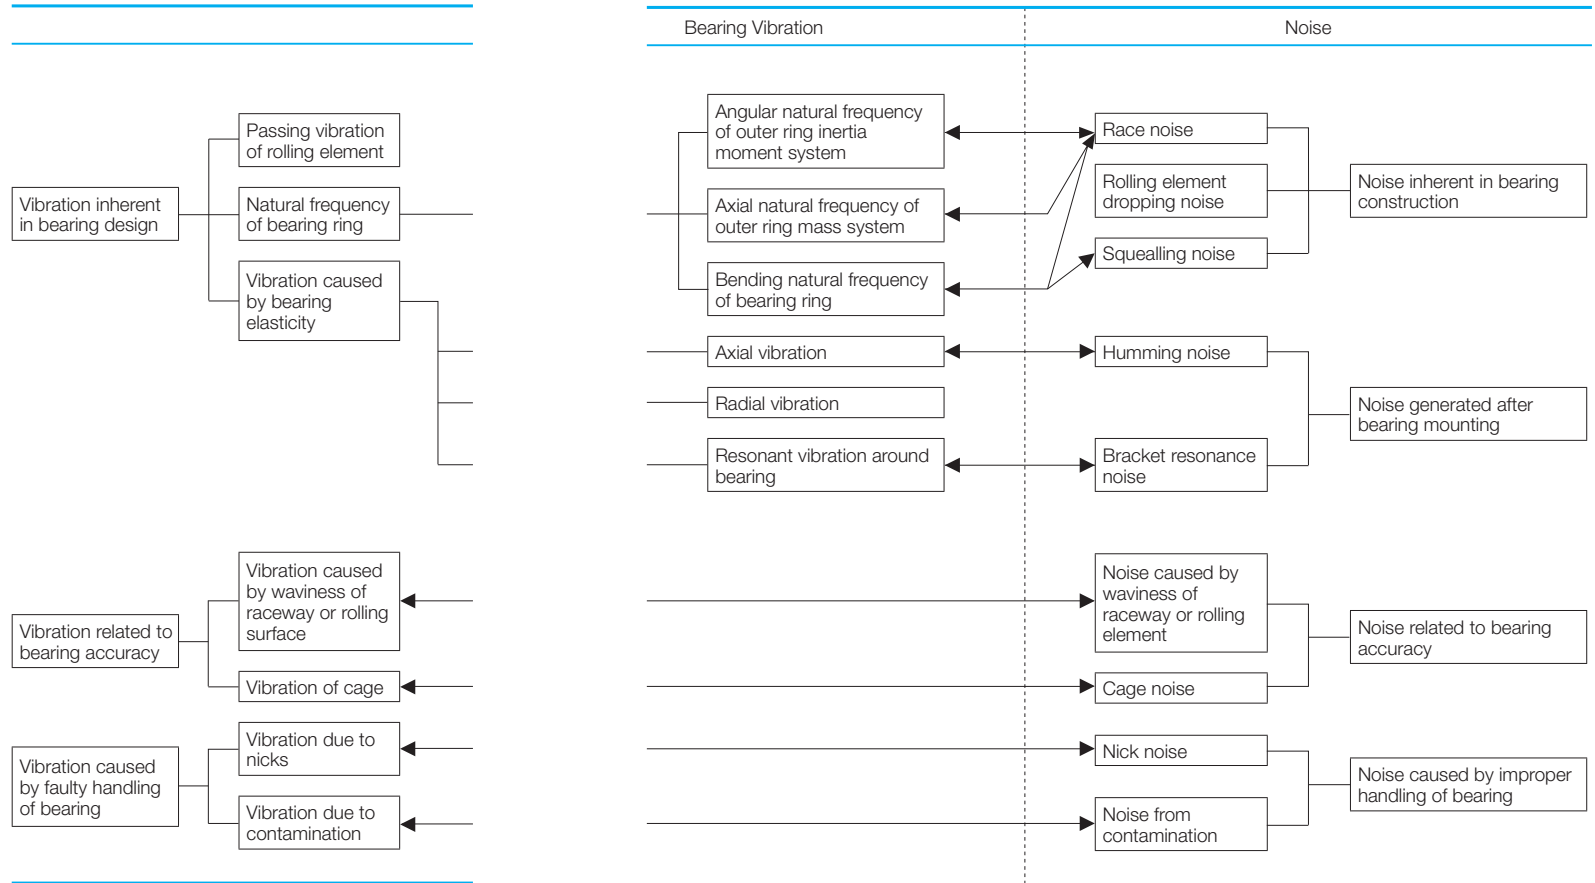 Bearing Vibration
Noise
Vibration inherent
in bearing design
Passing vibration
of rolling element
Natural frequency
of bearing ring
Vibration caused
by bearing
elasticity
Angular natural frequency
of outer ring inertia
moment system
Axial natural frequency of
outer ring mass system
Bending natural frequency
of bearing ring
Axial vibration
Radial vibration
Resonant vibration around
bearing
Race noise
Rolling element
dropping noise
Squealling noise
Humming noise
Bracket resonance
noise
Noise inherent in bearing
construction
Noise generated after
bearing mounting
Vibration related to
bearing accuracy
Vibration caused
by waviness of
raceway or rolling
surface
Vibration of cage
Noise caused by
waviness of
raceway or rolling
element
Cage noise
Noise related to bearing
accuracy
Vibration caused
by faulty handling
of bearing
Vibration due to
nicks
Vibration due to
contamination
Nick noise
Noise from
contamination
Noise caused by improper
handling of bearing